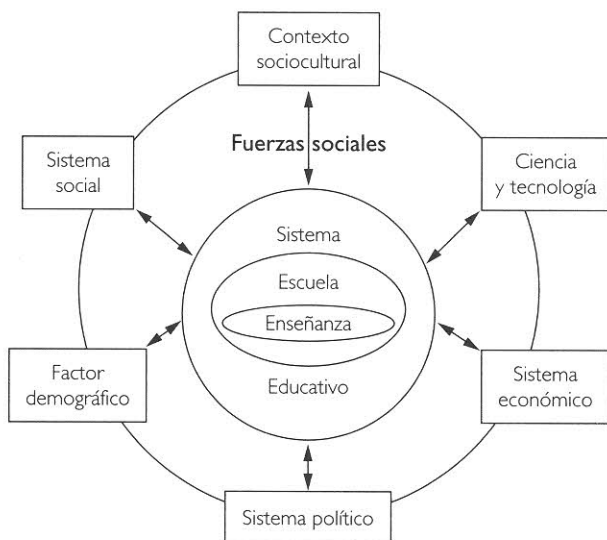 Contexto
sociocultural
Fuerzas sociales
Sistema
social
Ciencia
y tecnología
Sistema
Escuela
Enseñanza
Educativo
Factor
demográfico
Sistema
económico
Sistema político